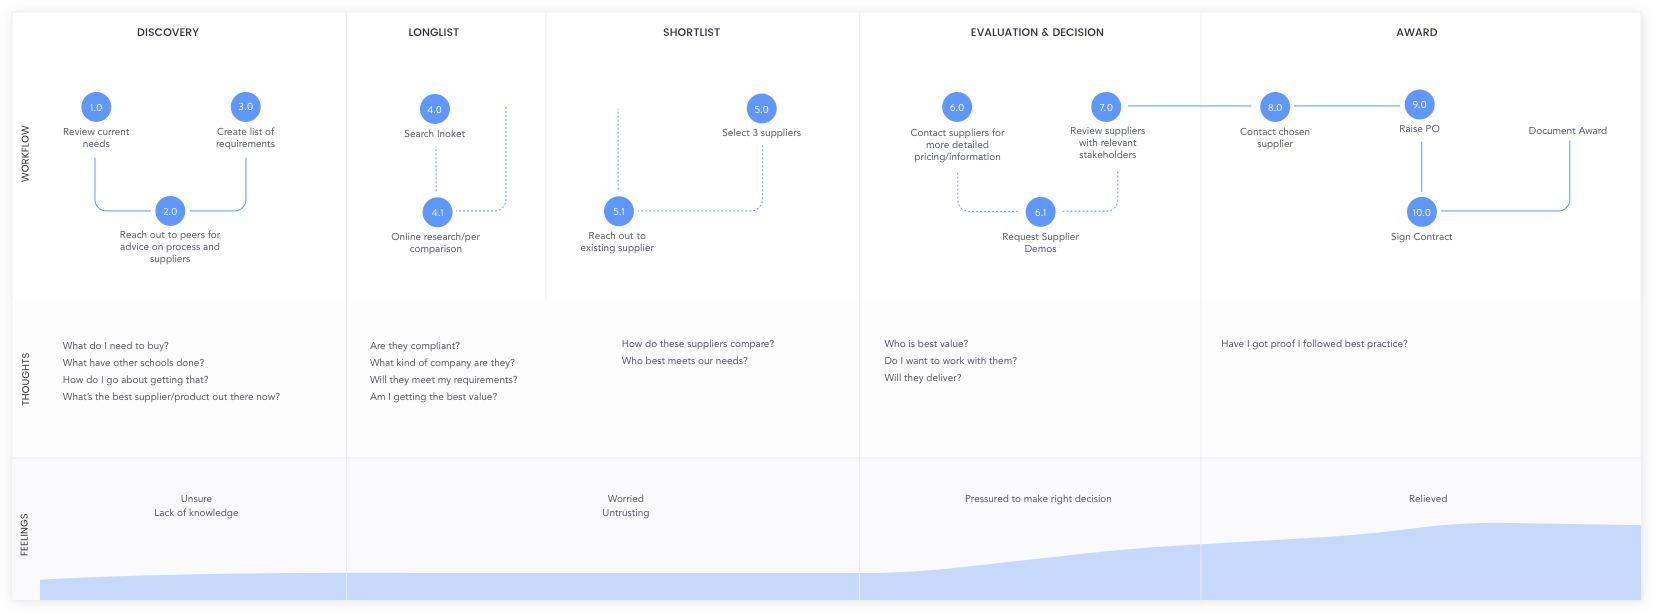 DISCOVERY
LONGLIST
SHORTLIST
EVALUATION & DECISION
AWARD
WORKFLOW
1.0
Review current
needs
3.0
Create list of
requirements
2.0
Reach out to peers for
advice on process and
suppliers
4.0
Search Inoket
4.1
Online research/per
comparison
5.0
Select 3 suppliers
5.1
Reach out to
existing supplier
6.0
Contact suppliers for
more detailed
pricing/information
7.0
Review suppliers
with relevant
stakeholders
6.1
Request Supplier
Demos
8.0
Contact chosen
supplier
9.0
Raise PO
Document Award
10.0
Sign Contract
THOUGHTS
What do I need to buy?
What have other schools done?
How do I go about getting that?
What's the best supplier/product out there now?
Are they compliant?
What kind of company are they?
Will they meet my requirements?
Am I getting the best value?
How do these suppliers compare?
Who best meets our needs?
Who is best value?
Do I want to work with them?
Will they deliver?
Have I got proof I followed best practice?
FEELINGS
Unsure
Lack of knowledge
Worried
Untrusting
Pressured to make right decision
Relieved